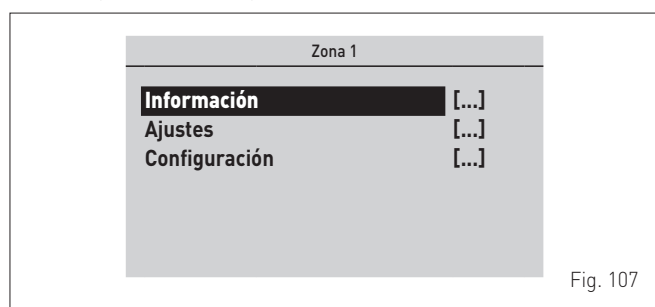 Zona 1
Información [...]
Ajustes [...]
Configuración [...]
Fig. 107